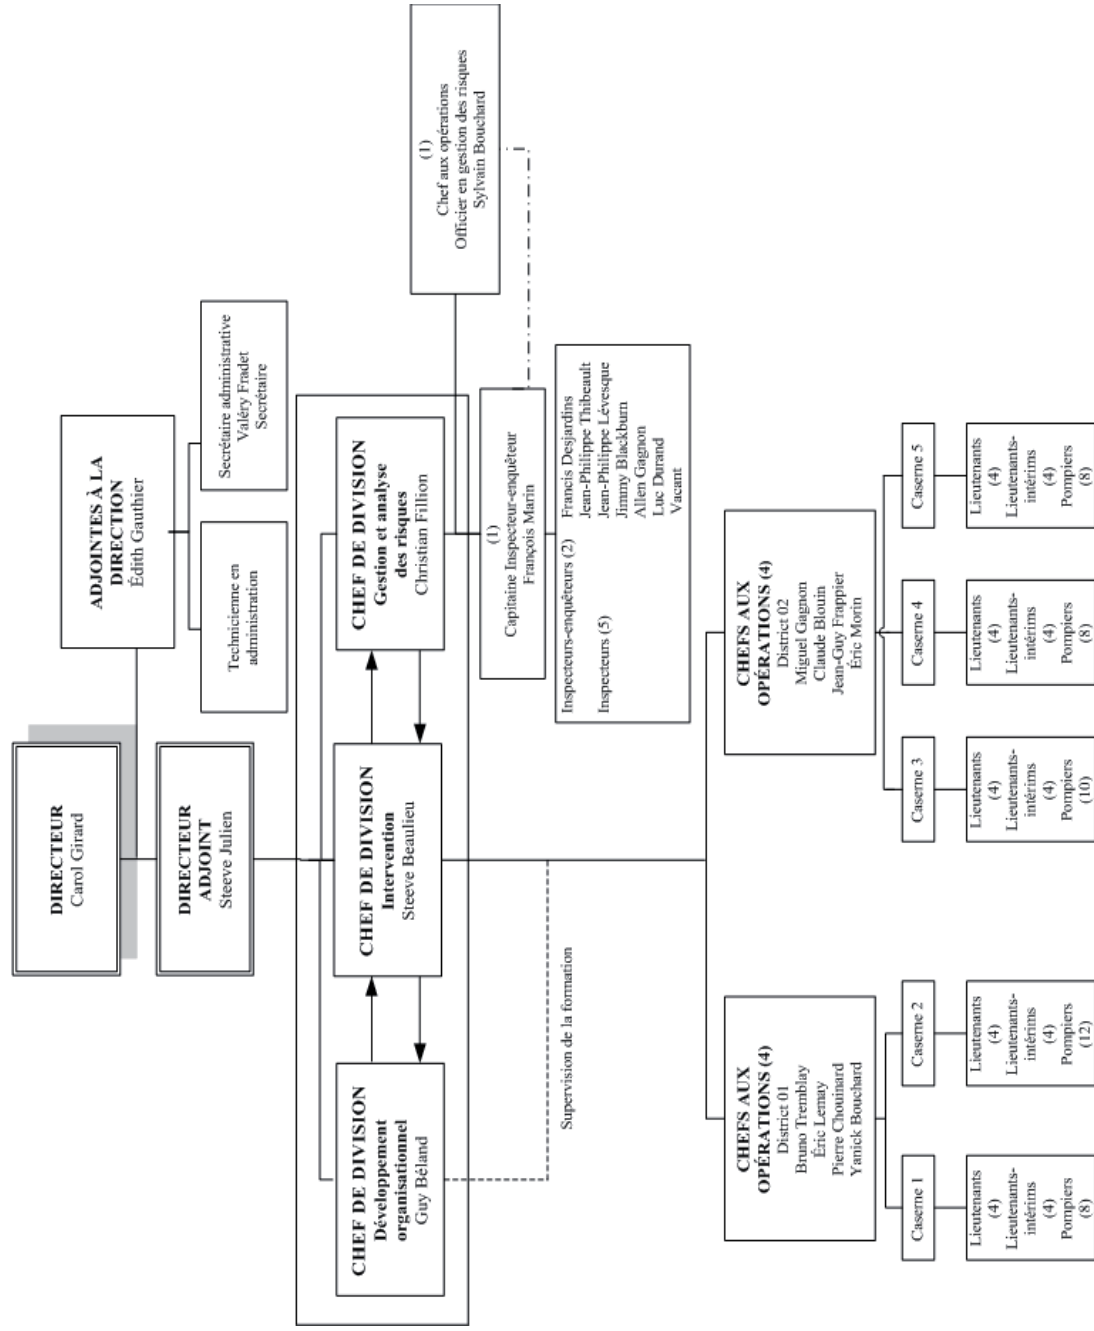 DIRECTEUR
Carol Girard
DIRECTEUR
ADJOINT
Steeve Julien
ADJOINTES À LA
DIRECTION
Édith Gauthier
Technicienne en
administration
Secrétaire administrative
Valéry Fradet
Secrétaire
CHEF DE DIVISION
Développement
organisationnel
Guy Béland
CHEF DE DIVISION
Intervention
Steeve Beaulieu
CHEF DE DIVISION
Gestion et analyse
des risques
Christian Fillion
(1)
Chef aux opérations
Officier en gestion des risques
Sylvain Bouchard
(1)
Capitaine Inspecteur-enquêteur
François Marin
Inspecteurs-enquêteurs (2)
Francis Desjardins
Jean-Philippe Thibeault
Inspecteurs (5)
Jean-Philippe Lévesque
Jimmy Blackburn
Allen Gagnon
Luc Durand
Vacant
Supervision de la formation
CHEFS AUX
OPÉRATIONS (4)
District 01
Bruno Tremblay
Éric Lemay
Pierre Chouinard
Yanick Bouchard
CHEFS AUX
OPÉRATIONS (4)
District 02
Miguel Gagnon
Claude Blouin
Jean-Guy Frappier
Éric Morin
Caserne 1
Lieutenants
(4)
Lieutenants-
intérims
(4)
Pompiers
(8)
Caserne 2
Lieutenants
(4)
Lieutenants-
intérims
(4)
Pompiers
(12)
Caserne 3
Lieutenants
(4)
Lieutenants-
intérims
(4)
Pompiers
(10)
Caserne 4
Lieutenants
(4)
Lieutenants-
intérims
(4)
Pompiers
(8)
Caserne 5
Lieutenants
(4)
Lieutenants-
intérims
(4)
Pompiers
(8)